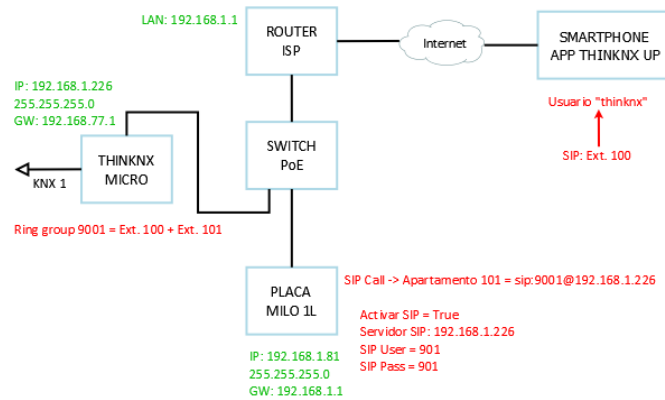 LAN: 192.168.1.1
ROUTER
ISP
Internet
SMARTPHONE
APP THINKNX UP
IP: 192.168.1.226
255.255.255.0
GW: 192.168.77.1
Usuario "thinknx"
SIP: Ext. 100
THINKNX
MICRO
SWITCH
PoE
KNX 1
Ring group 9001 = Ext. 100 + Ext. 101
PLACA
MILO 1L
SIP Call -> Apartamento 101 = sip:9001@192.168.1.226
Activar SIP = True
Servidor SIP: 192.168.1.226
SIP User = 901
SIP Pass = 901
IP: 192.168.1.81
255.255.255.0
GW: 192.168.1.1